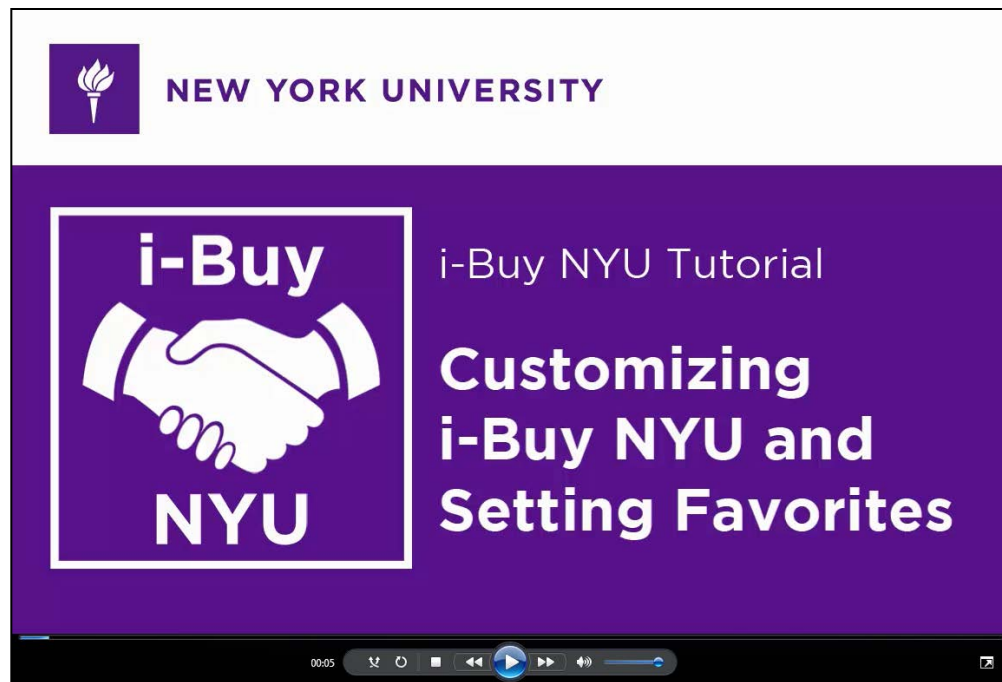 NEW YORK UNIVERSITY
i-Buy
NYU
i-Buy NYU Tutorial
Customizing
i-Buy NYU and
Setting Favorites
00:05